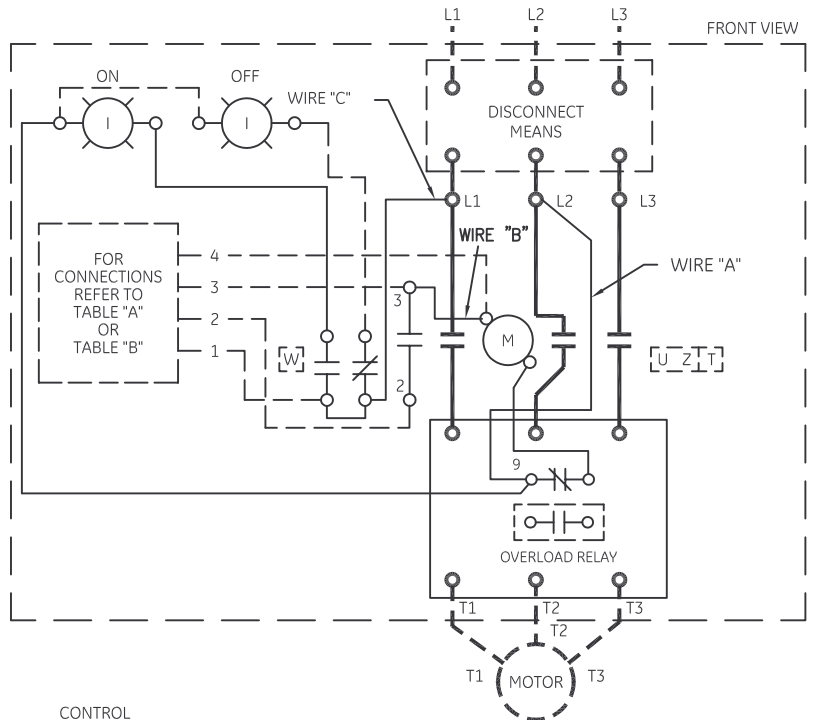 L1 L2 L3
FRONT VIEW
ON OFF
WIRE "C"
DISCONNECT
MEANS
L1 L2 L3
WIRE "B"
WIRE "A"
FOR
CONNECTIONS
REFER TO
TABLE "A"
OR
TABLE "B"
4
3
2
1
I
I
3
W
M
U Z T
2
9
OVERLOAD RELAY
T1 T2 T3
T2
T1 MOTOR T3
CONTROL